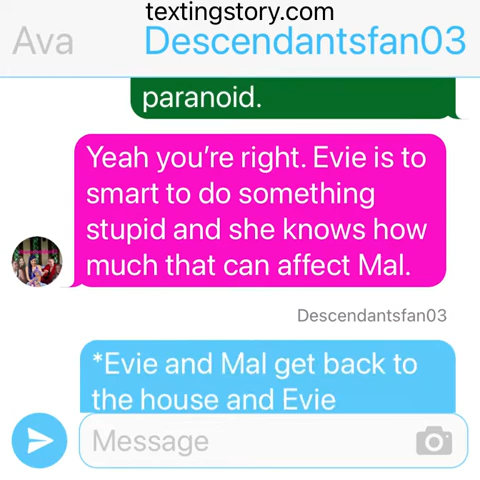 textingstory.com
Ava Descendantsfan03
paranoid.
Yeah you're right. Evie is to
smart to do something
stupid and she knows how
much that can affect Mal.
Descendantsfan03
*Evie and Mal get back to
the house and Evie
Message